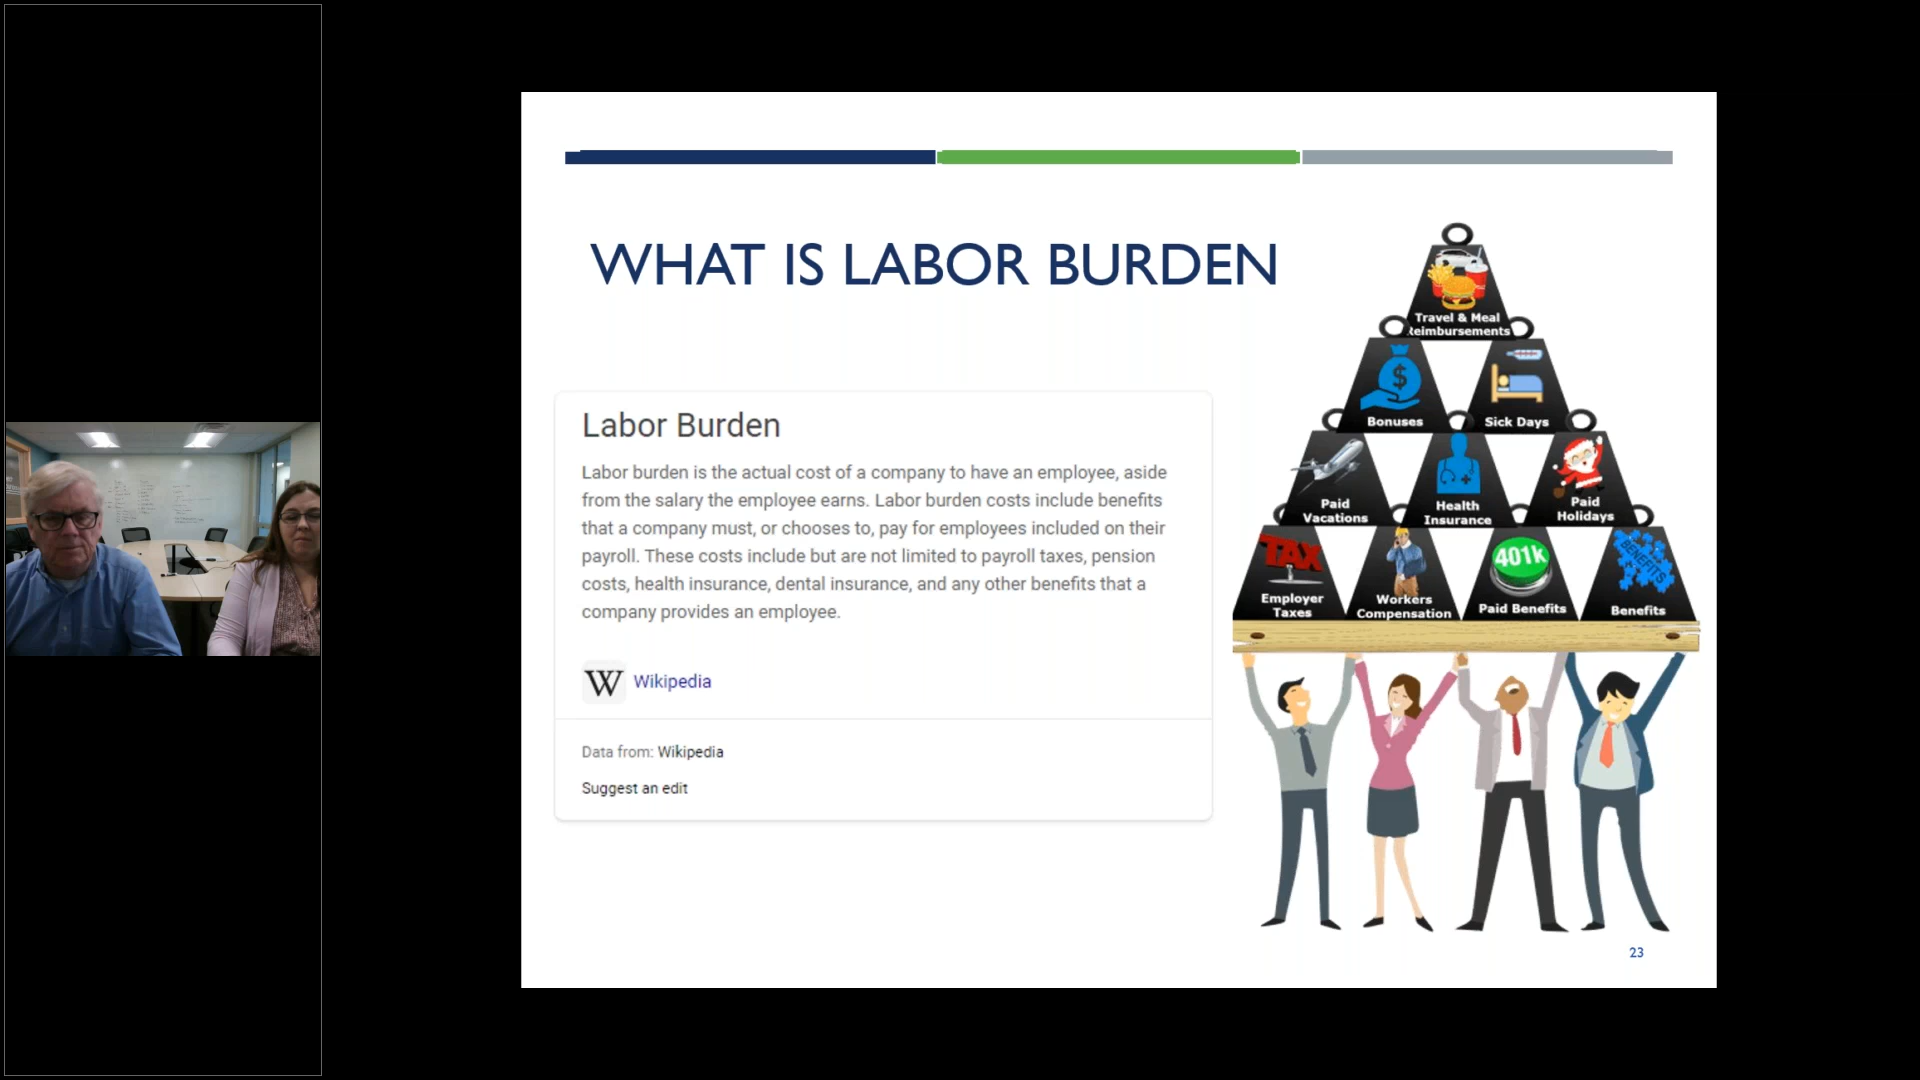 WHAT IS LABOR BURDEN
Labor Burden
Labor burden is the actual cost of a company to have an employee, aside
from the salary the employee earns. Labor burden costs include benefits
that a company must, or chooses to, pay for employees included on their
payroll. These costs include but are not limited to payroll taxes, pension
costs, health insurance, dental insurance, and any other benefits that a
company provides an employee.
W Wikipedia
Data from: Wikipedia
Suggest an edit
Travel & Meal
Reimbursements
$
Bonuses
Sick Days
Paid
Vacations
Health
Insurance
Paid
Holidays
TAX
Employer
Taxes
Workers
Compensation
401k
Paid Benefits
BENEFITS
Benefits
23